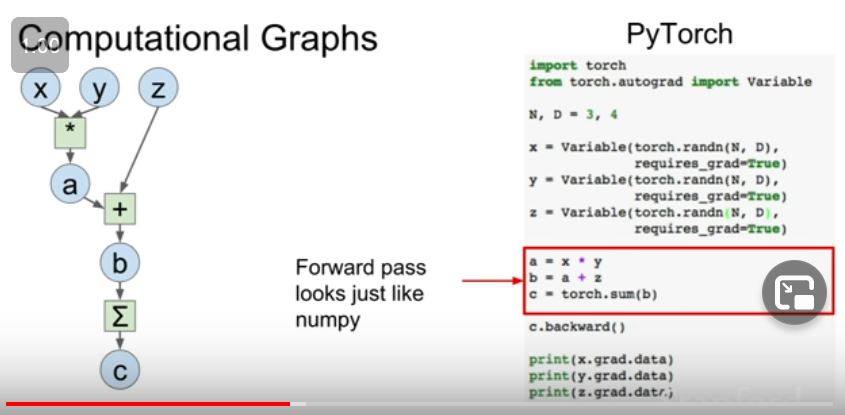 Computational Graphs
1.00
x
y
z
*
a
+
b
Σ
c
Forward pass
looks just like
numpy
PyTorch
import torch
from torch.autograd import Variable
N, D = 3, 4
x = Variable(torch.randn(N, D),
requires_grad=True)
y = Variable(torch.randn(N, D),
requires_grad=True)
z = Variable(torch.randn(N, D),
requires_grad=True)
a = x * y
b = a + z
c = torch.sum(b)
c.backward()
print(x.grad.data)
print(y.grad.data)
print(z.grad.data)